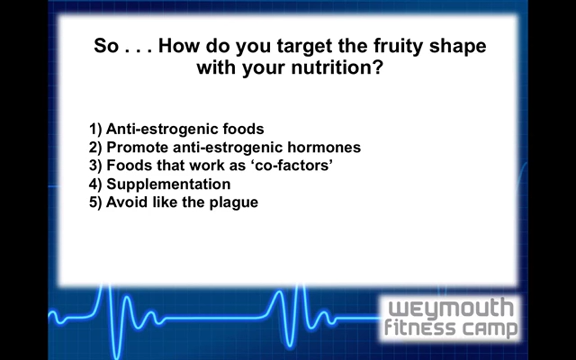 So . . . How do you target the fruity shape
with your nutrition?
1) Anti-estrogenic foods
2) Promote anti-estrogenic hormones
3) Foods that work as ‘co-factors’
4) Supplementation
5) Avoid like the plague
weymouth
fitness camp